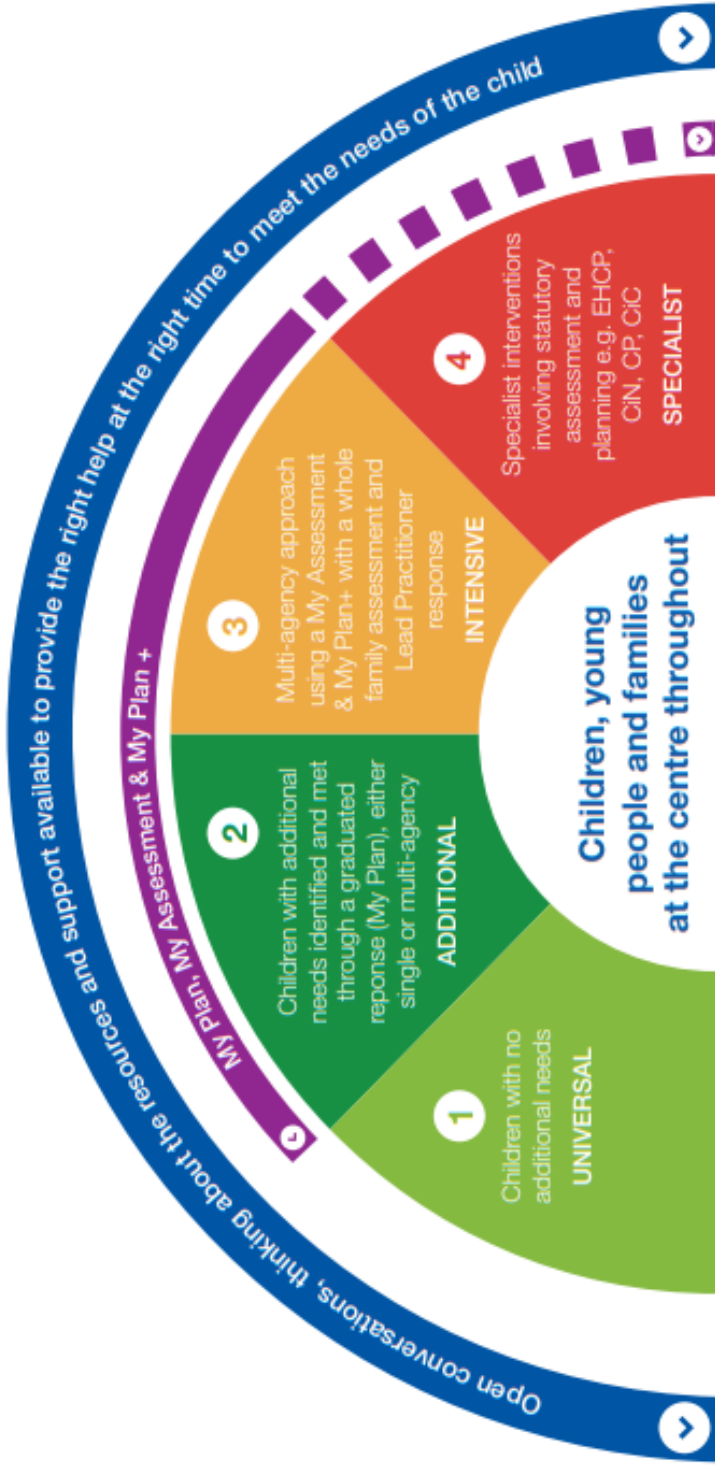 Open conversations, thinking about the resources and support available to provide the right help at the right time to meet the needs of the child
My Plan, My Assessment & My Plan +
1
Children with no
additional needs
UNIVERSAL
2
Children with additional
needs identified and met
through a graduated
reponse (My Plan), either
single or multi-agency
ADDITIONAL
3
Multi-agency approach
using a My Assessment
& My Plan+ with a whole
family assessment and
Lead Practitioner
response
INTENSIVE
4
Specialist interventions
involving statutory
assessment and
planning e.g. EHCP,
CiN, CP, CiC
SPECIALIST
Children, young
people and families
at the centre throughout